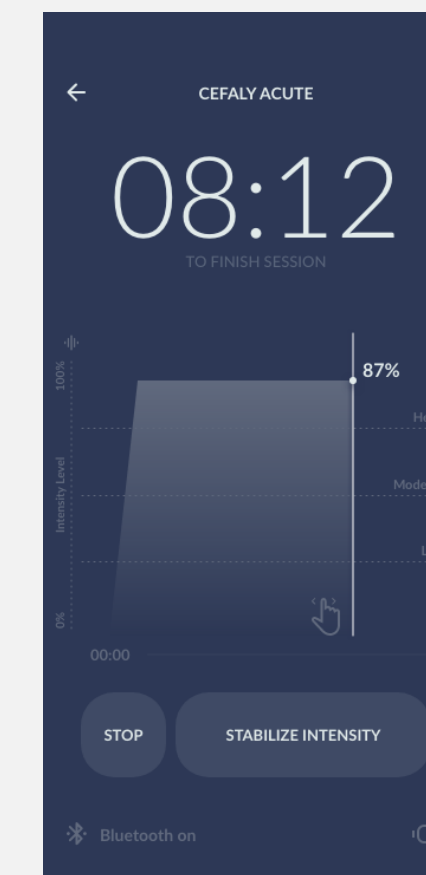 CEFALY ACUTE
08:12
TO FINISH SESSION
100%
87%
Intensity Level
0%
00:00
STOP
STABILIZE INTENSITY
Bluetooth on